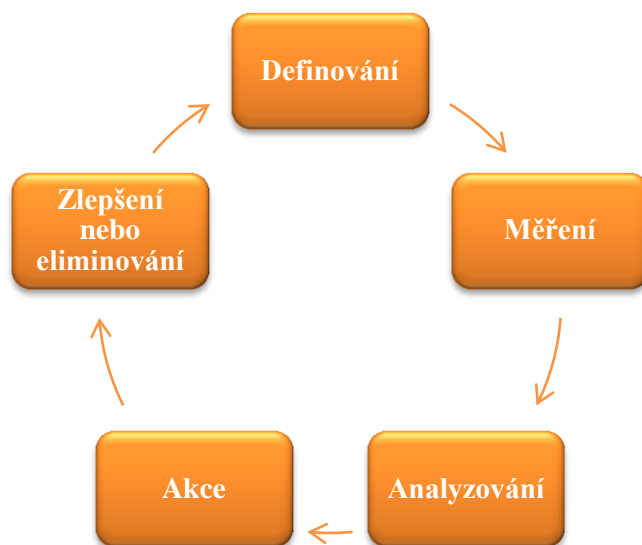 Definování
Měření
Analyzování
Akce
Zlepšení
nebo
eliminování